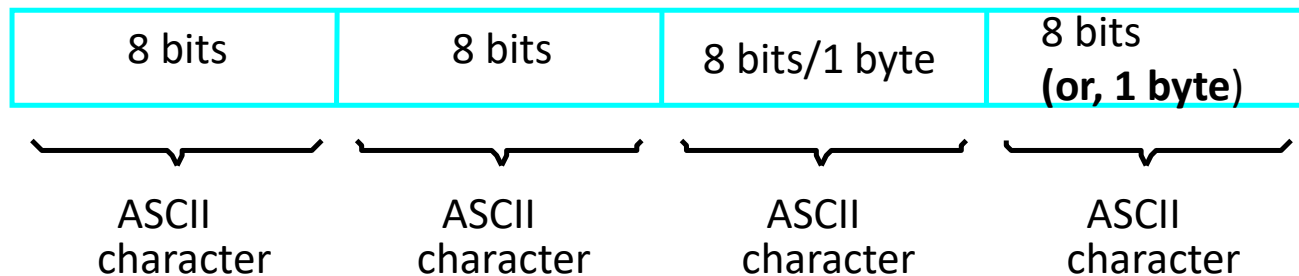 8 bits
8 bits
8 bits/1 byte
8 bits
(or, 1 byte)
ASCII
character
ASCII
character
ASCII
character
ASCII
character